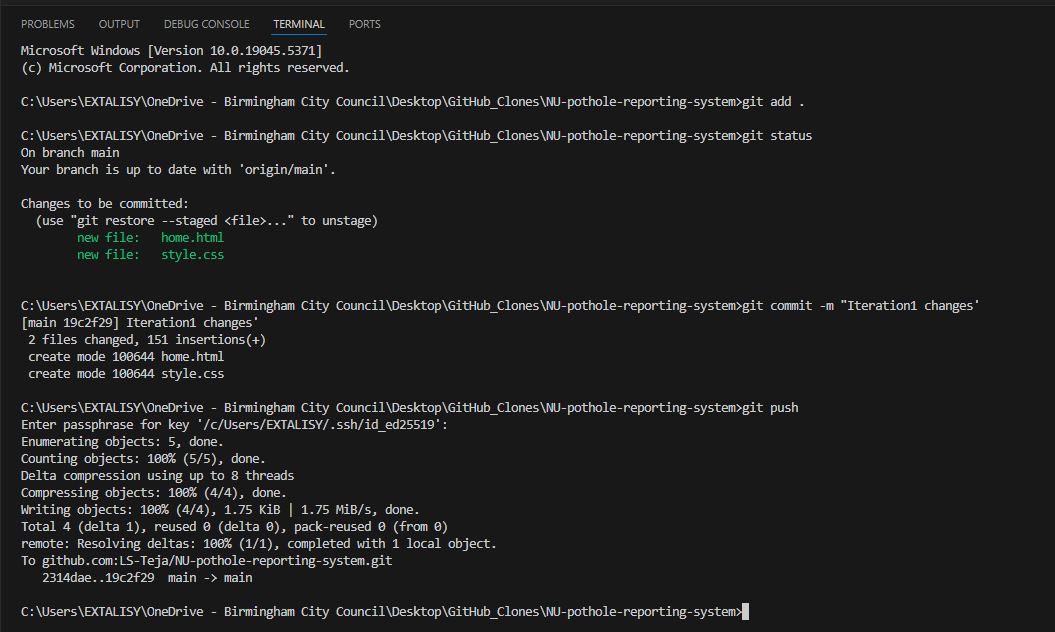 PROBLEMS OUTPUT DEBUG CONSOLE TERMINAL PORTS
Microsoft Windows [Version 10.0.19045.5371]
(c) Microsoft Corporation. All rights reserved.
C:\Users\EXTALISY\OneDrive - Birmingham City Council\Desktop\GitHub_Clones\NU-pothole-reporting-system>git add .
C:\Users\EXTALISY\OneDrive - Birmingham City Council\Desktop\GitHub_Clones\NU-pothole-reporting-system>git status
On branch main
Your branch is up to date with 'origin/main'.
Changes to be committed:
  (use "git restore --staged <file>..." to unstage)
        new file:   home.html
        new file:   style.css
C:\Users\EXTALISY\OneDrive - Birmingham City Council\Desktop\GitHub_Clones\NU-pothole-reporting-system>git commit -m "Iteration1 changes'
[main 19c2f29] Iteration1 changes'
 2 files changed, 151 insertions(+)
 create mode 100644 home.html
 create mode 100644 style.css
C:\Users\EXTALISY\OneDrive - Birmingham City Council\Desktop\GitHub_Clones\NU-pothole-reporting-system>git push
Enter passphrase for key '/c/Users/EXTALISY/.ssh/id_ed25519':
Enumerating objects: 5, done.
Counting objects: 100% (5/5), done.
Delta compression using up to 8 threads
Compressing objects: 100% (4/4), done.
Writing objects: 100% (4/4), 1.75 KiB | 1.75 MiB/s, done.
Total 4 (delta 1), reused 0 (delta 0), pack-reused 0 (from 0)
remote: Resolving deltas: 100% (1/1), completed with 1 local object.
To github.com:LS-Teja/NU-pothole-reporting-system.git
   2314dae..19c2f29  main -> main
C:\Users\EXTALISY\OneDrive - Birmingham City Council\Desktop\GitHub_Clones\NU-pothole-reporting-system>